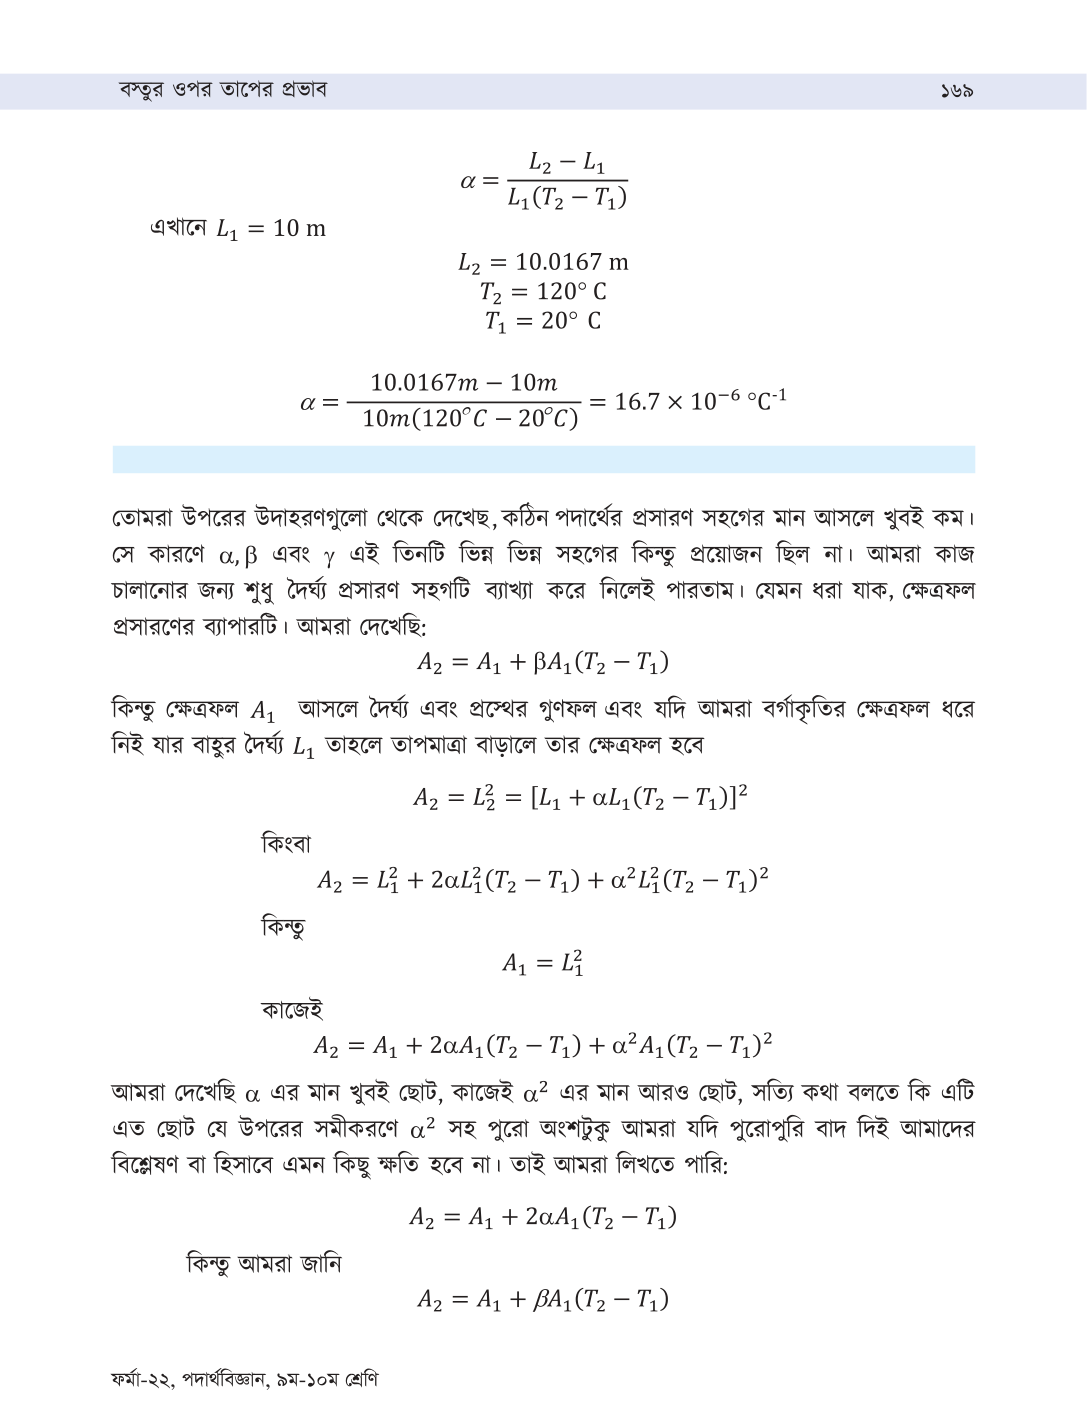 বস্তুর ওপর তাপের প্রভাব ১৬৯
α = (L₂ − L₁) / (L₁(T₂ − T₁))
এখানে L₁ = 10 m
L₂ = 10.0167 m
T₂ = 120° C
T₁ = 20° C
α = (10.0167m − 10m) / (10m(120°C − 20°C)) = 16.7 × 10⁻⁶ °C⁻¹
তোমরা উপরের উদাহরণগুলো থেকে দেখেছ, কঠিন পদার্থের প্রসারণ সহগের মান আসলে খুবই কম।
সে কারণে α, β এবং γ এই তিনটি ভিন্ন ভিন্ন সহগের কিন্তু প্রয়োজন ছিল না। আমরা কাজ
চালানোর জন্য শুধু দৈর্ঘ্য প্রসারণ সহগটি ব্যাখ্যা করে নিলেই পারতাম। যেমন ধরা যাক, ক্ষেত্রফল
প্রসারণের ব্যাপারটি। আমরা দেখেছি:
A₂ = A₁ + βA₁(T₂ − T₁)
কিন্তু ক্ষেত্রফল A₁ আসলে দৈর্ঘ্য এবং প্রস্থের গুণফল এবং যদি আমরা বর্গাকৃতির ক্ষেত্রফল ধরে
নিই যার বাহুর দৈর্ঘ্য L₁ তাহলে তাপমাত্রা বাড়ালে তার ক্ষেত্রফল হবে
A₂ = L₂² = [L₁ + αL₁(T₂ − T₁)]²
কিংবা
A₂ = L₁² + 2αL₁²(T₂ − T₁) + α²L₁²(T₂ − T₁)²
কিন্তু
A₁ = L₁²
কাজেই
A₂ = A₁ + 2αA₁(T₂ − T₁) + α²A₁(T₂ − T₁)²
আমরা দেখেছি α এর মান খুবই ছোট, কাজেই α² এর মান আরও ছোট, সত্যি কথা বলতে কি এটি
এত ছোট যে উপরের সমীকরণে α² সহ পুরো অংশটুকু আমরা যদি পুরোপুরি বাদ দিই আমাদের
বিশ্লেষণ বা হিসাবে এমন কিছু ক্ষতি হবে না। তাই আমরা লিখতে পারি:
A₂ = A₁ + 2αA₁(T₂ − T₁)
কিন্তু আমরা জানি
A₂ = A₁ + βA₁(T₂ − T₁)
ফর্মা-২২, পদার্থবিজ্ঞান, ৯ম-১০ম শ্রেণি